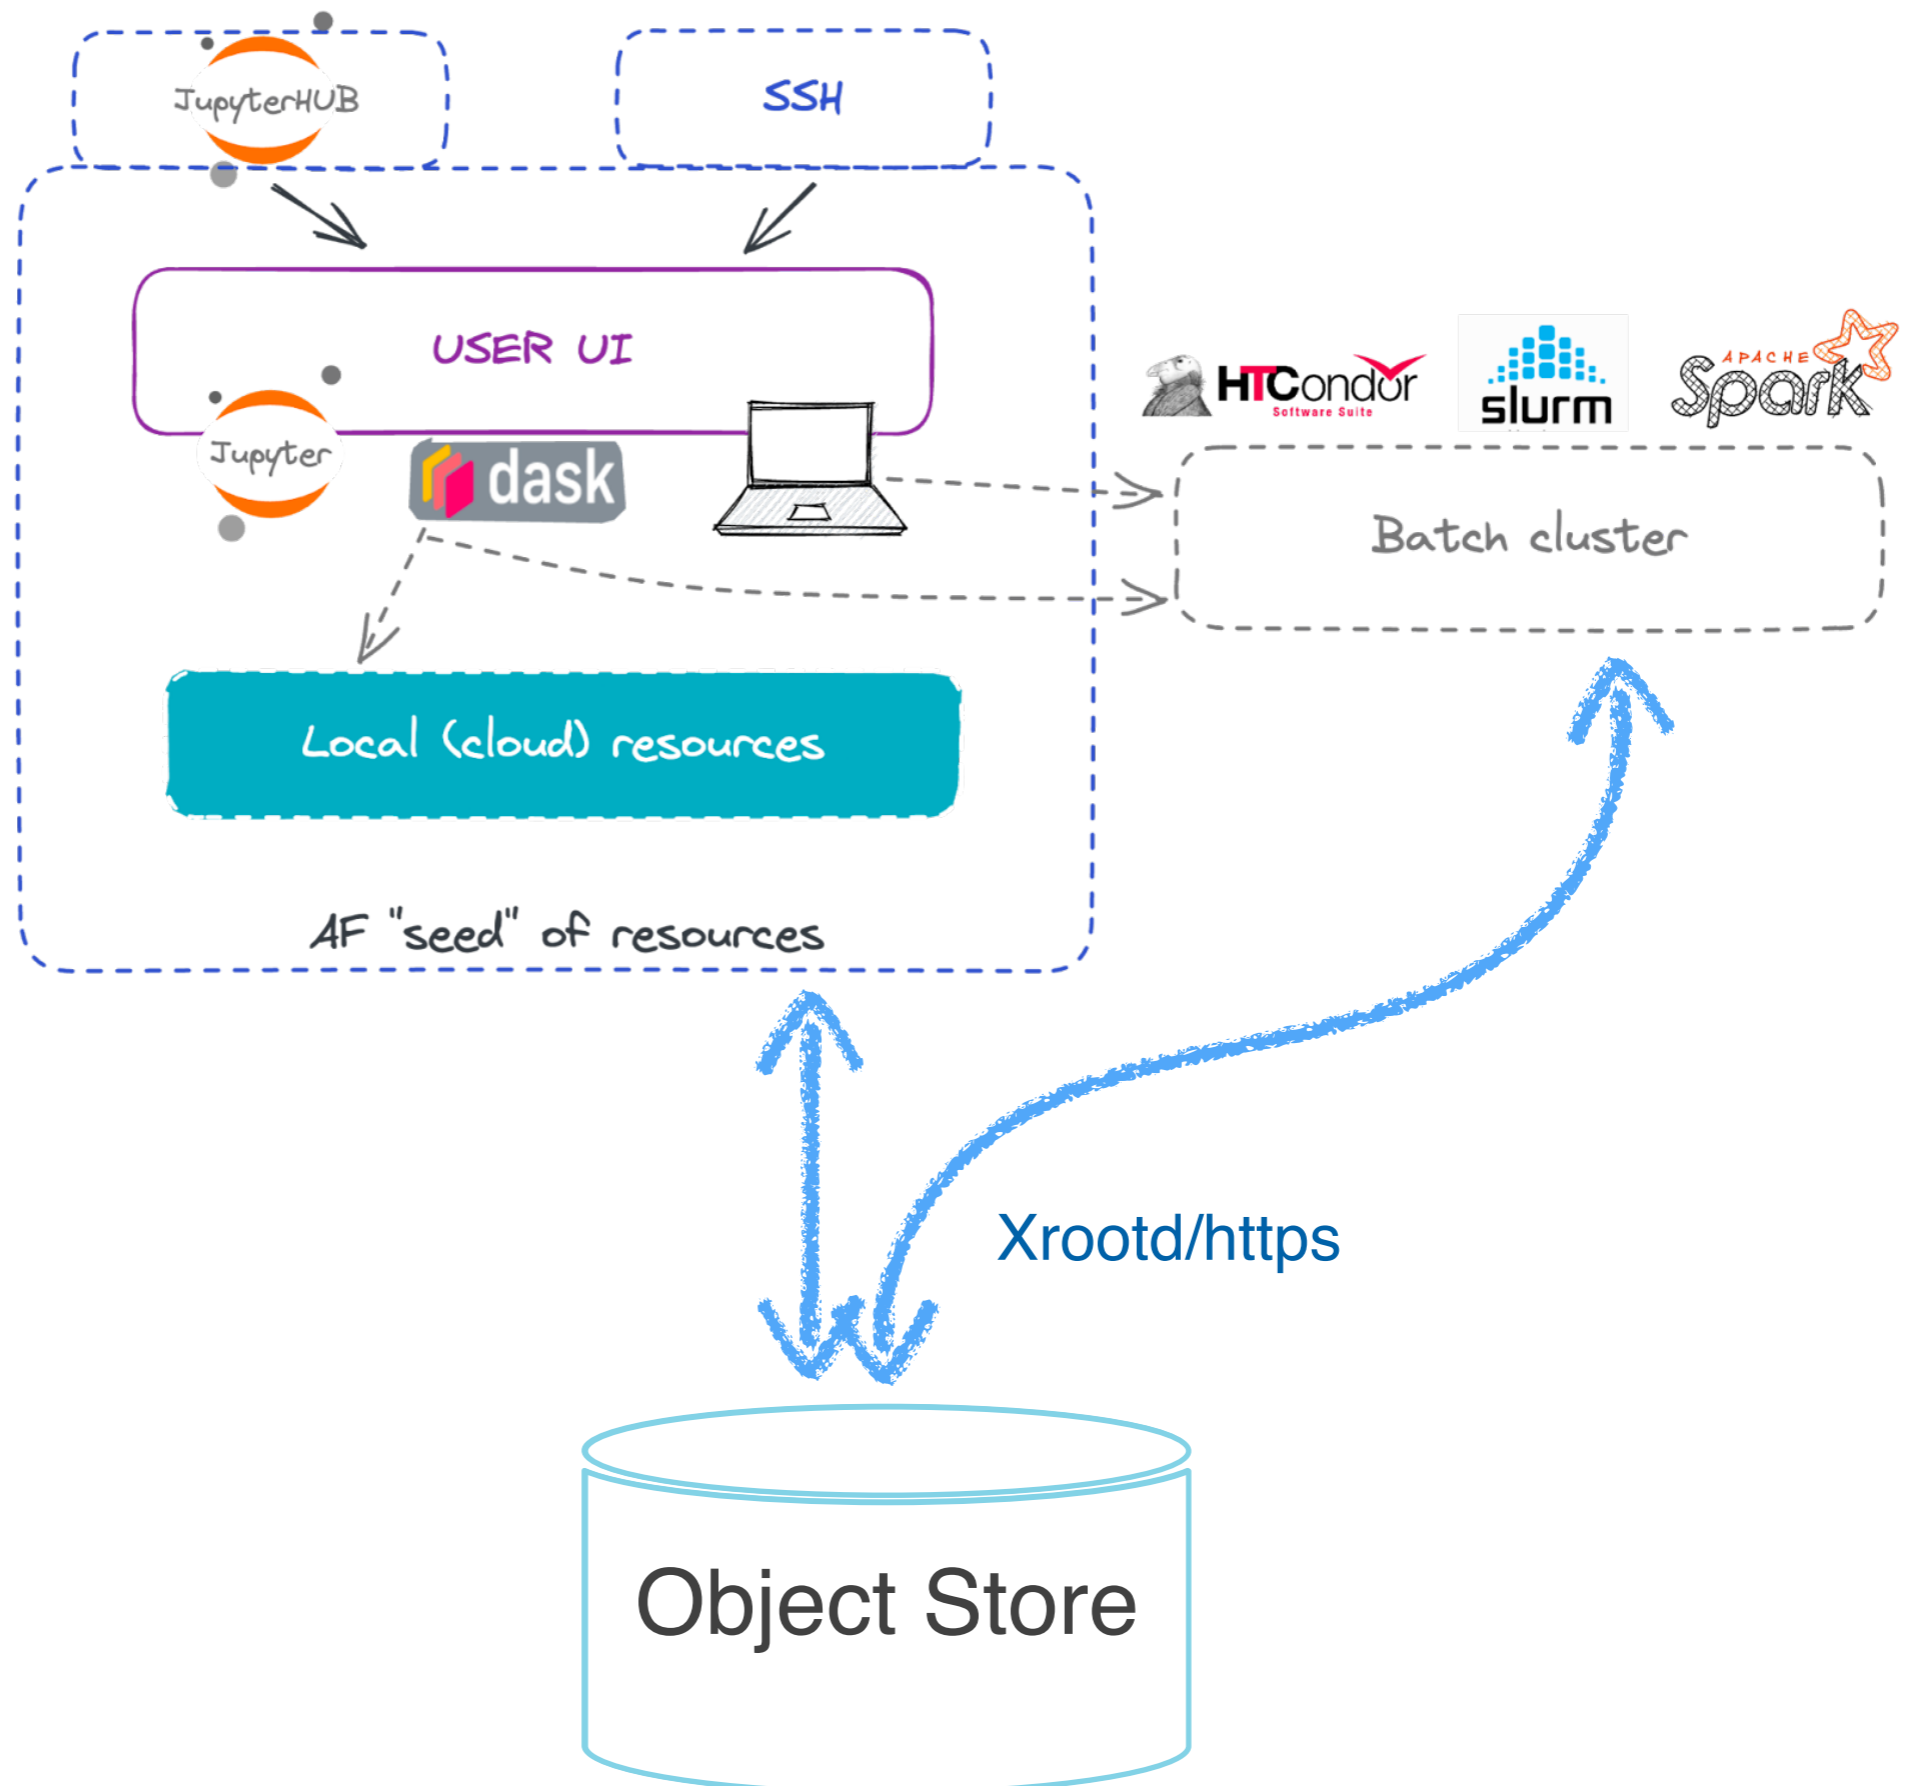 JupyterHUB
SSH
USER UI
Jupyter
dask
HTCondor
Software Suite
slurm
APACHE
Spark
Batch cluster
Local (cloud) resources
AF "seed" of resources
Xrootd/https
Object Store